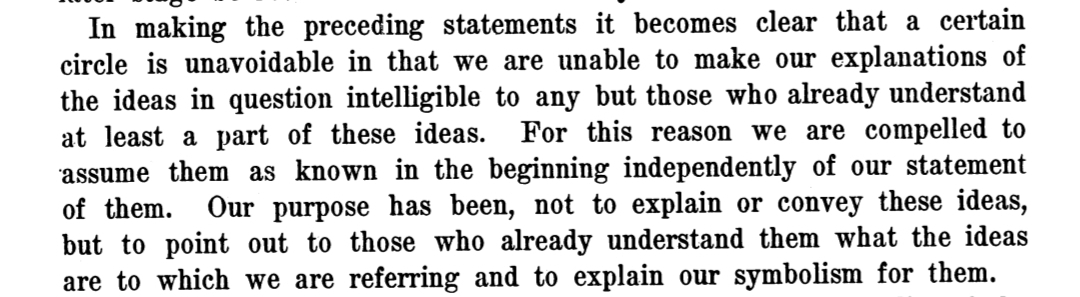 In making the preceding statements it becomes clear that a certain
circle is unavoidable in that we are unable to make our explanations of
the ideas in question intelligible to any but those who already understand
at least a part of these ideas. For this reason we are compelled to
assume them as known in the beginning independently of our statement
of them. Our purpose has been, not to explain or convey these ideas,
but to point out to those who already understand them what the ideas
are to which we are referring and to explain our symbolism for them.